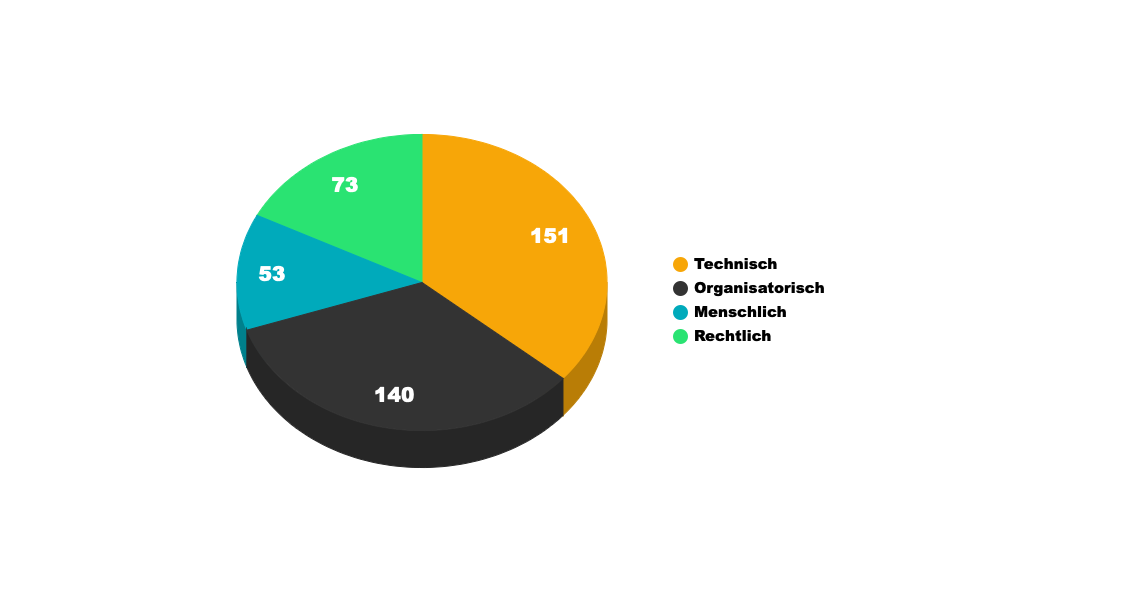 73
151
53
140
Technisch
Organisatorisch
Menschlich
Rechtlich